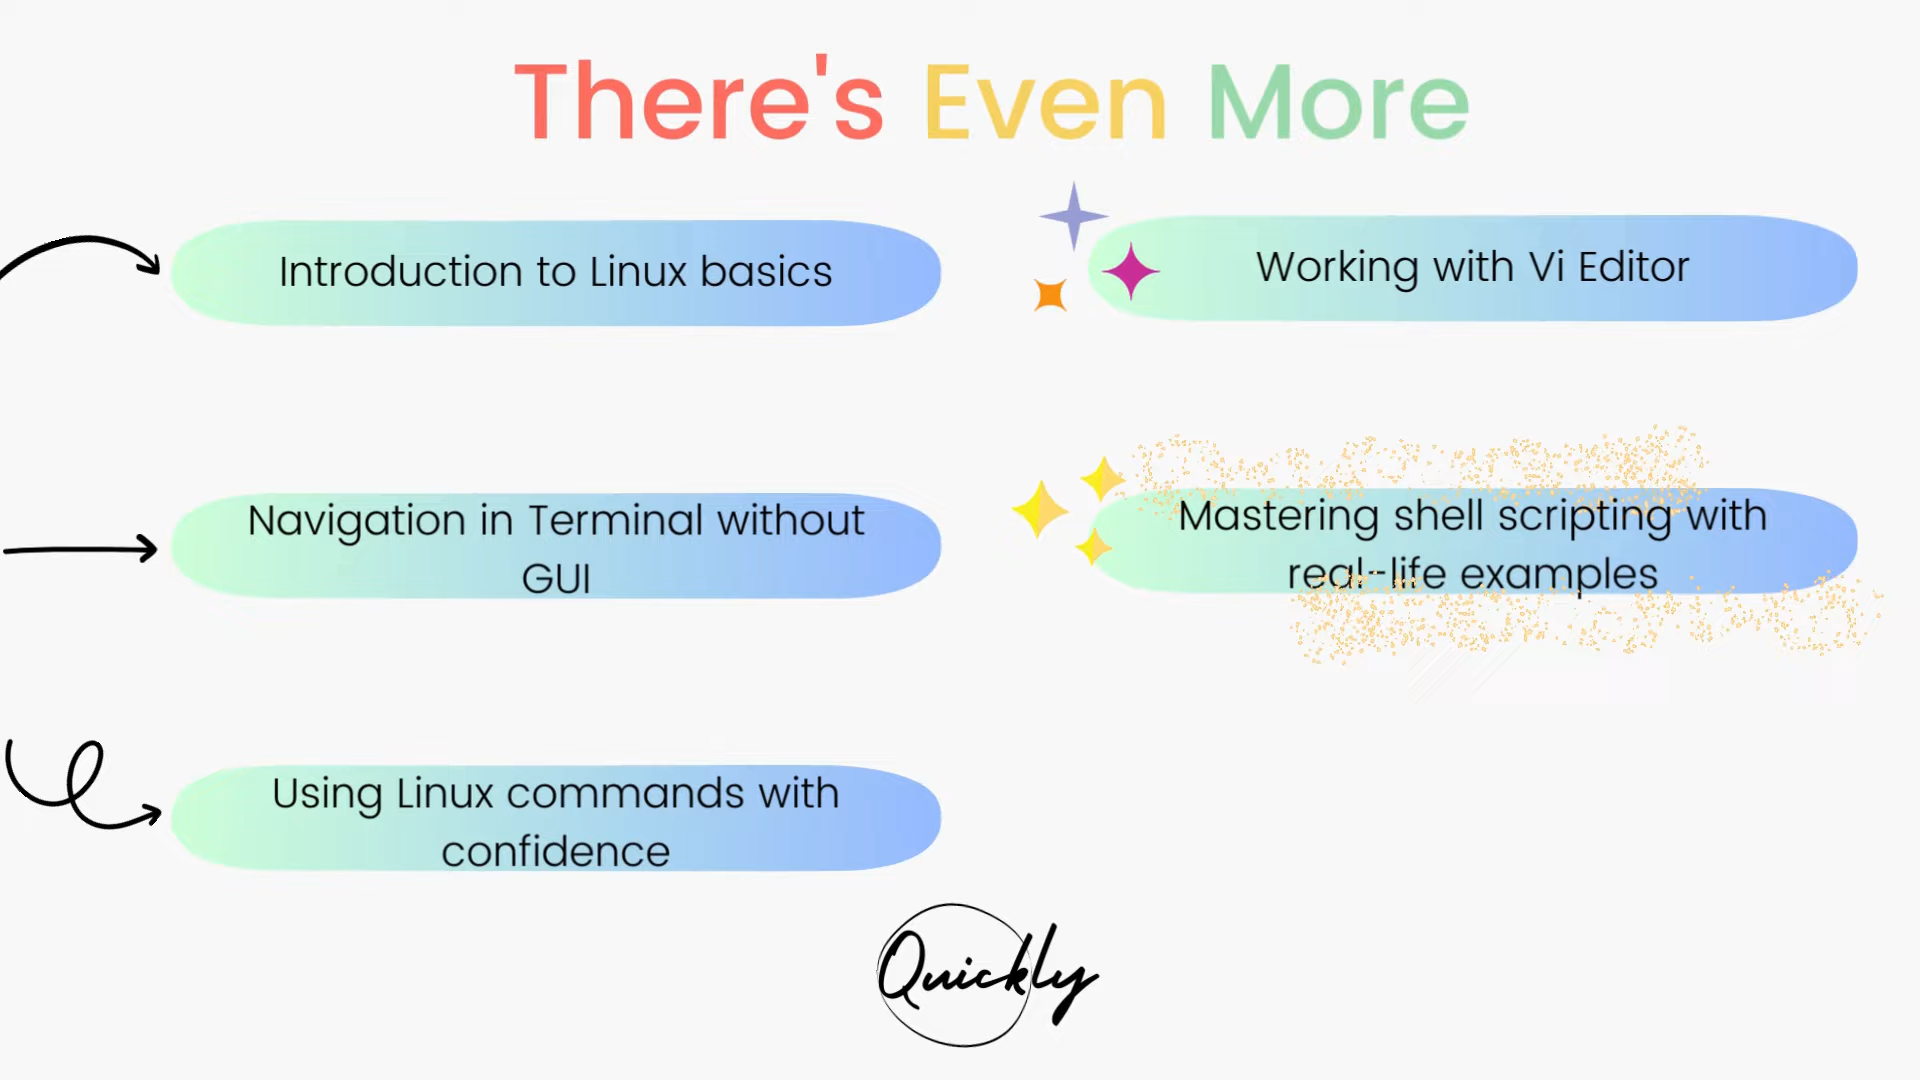 There's Even More
Introduction to Linux basics
Navigation in Terminal without
GUI
Using Linux commands with
confidence
Working with Vi Editor
Mastering shell scripting with
real-life examples
Quickly